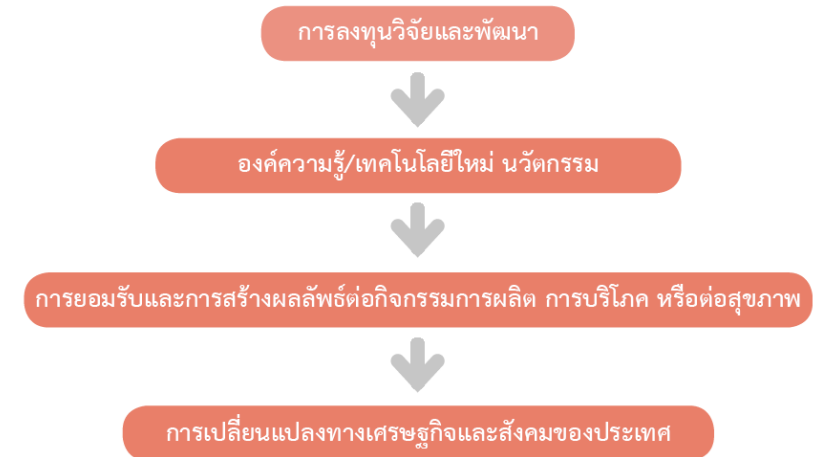 การลงทุนวิจัยและพัฒนา
องค์ความรู้/เทคโนโลยีใหม่ นวัตกรรม
การยอมรับและการสร้างผลลัพธ์ต่อกิจกรรมการผลิต การบริโภค หรือต่อสุขภาพ
การเปลี่ยนแปลงทางเศรษฐกิจและสังคมของประเทศ